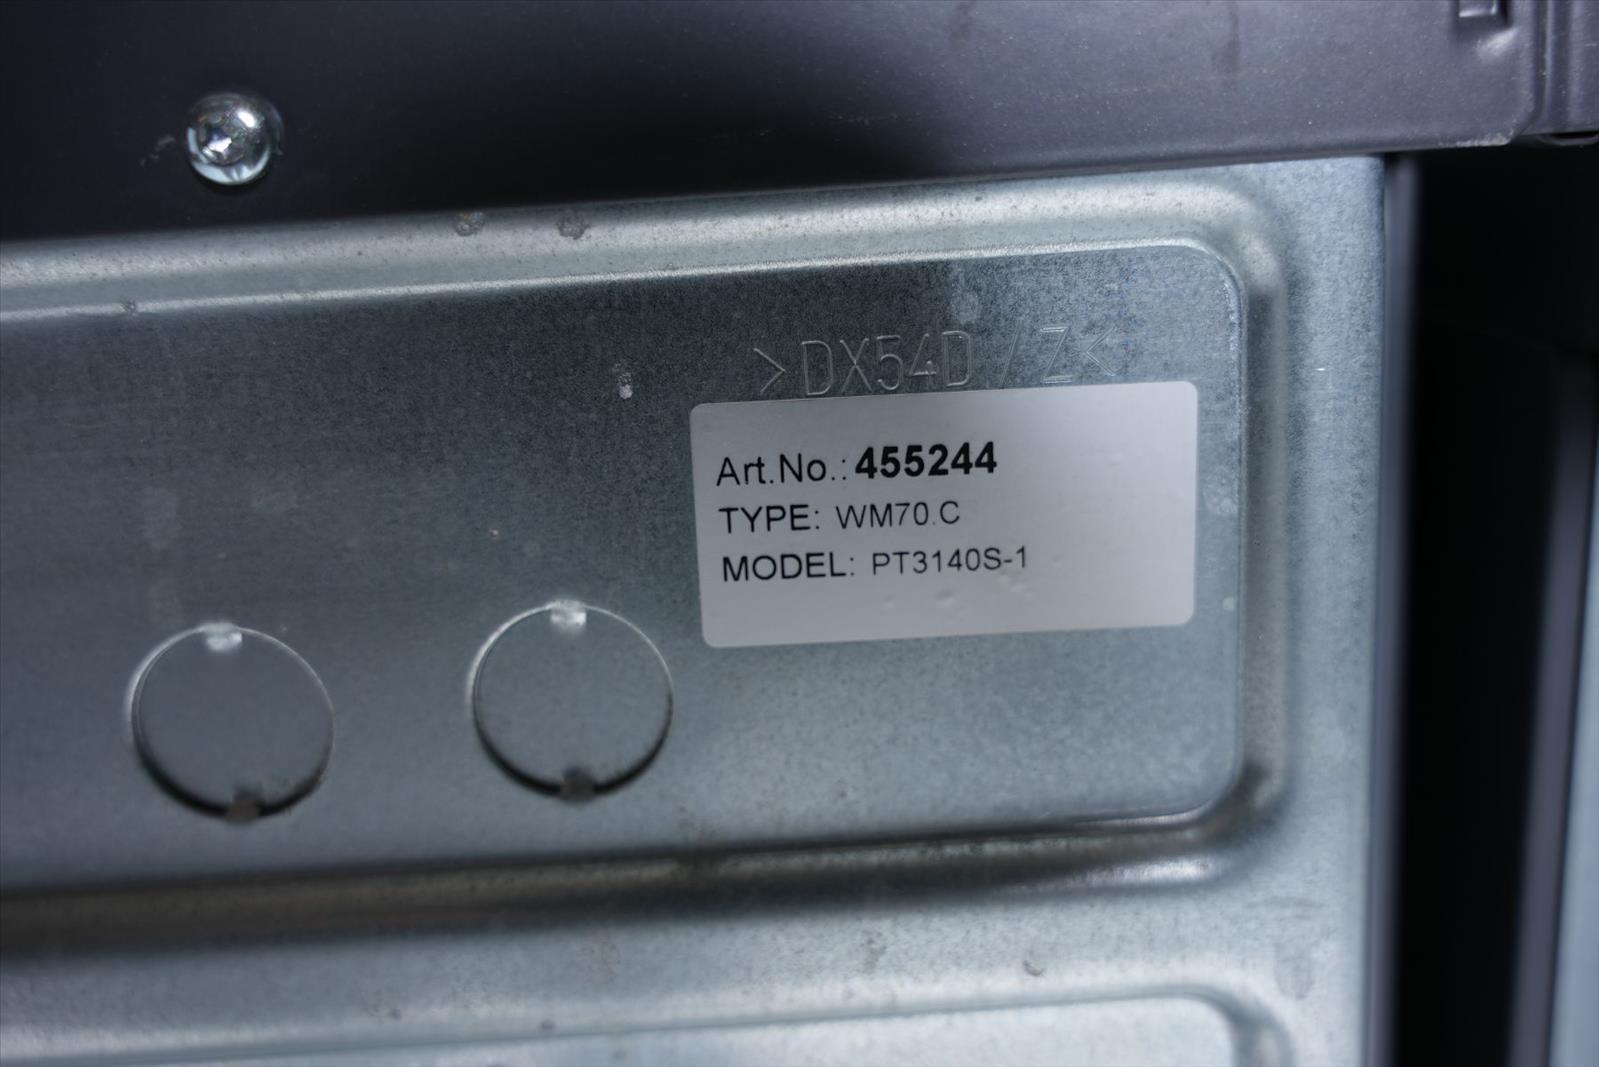 >DX54D / Z<
Art.No.: 455244
TYPE: WM70.C
MODEL: PT3140S-1